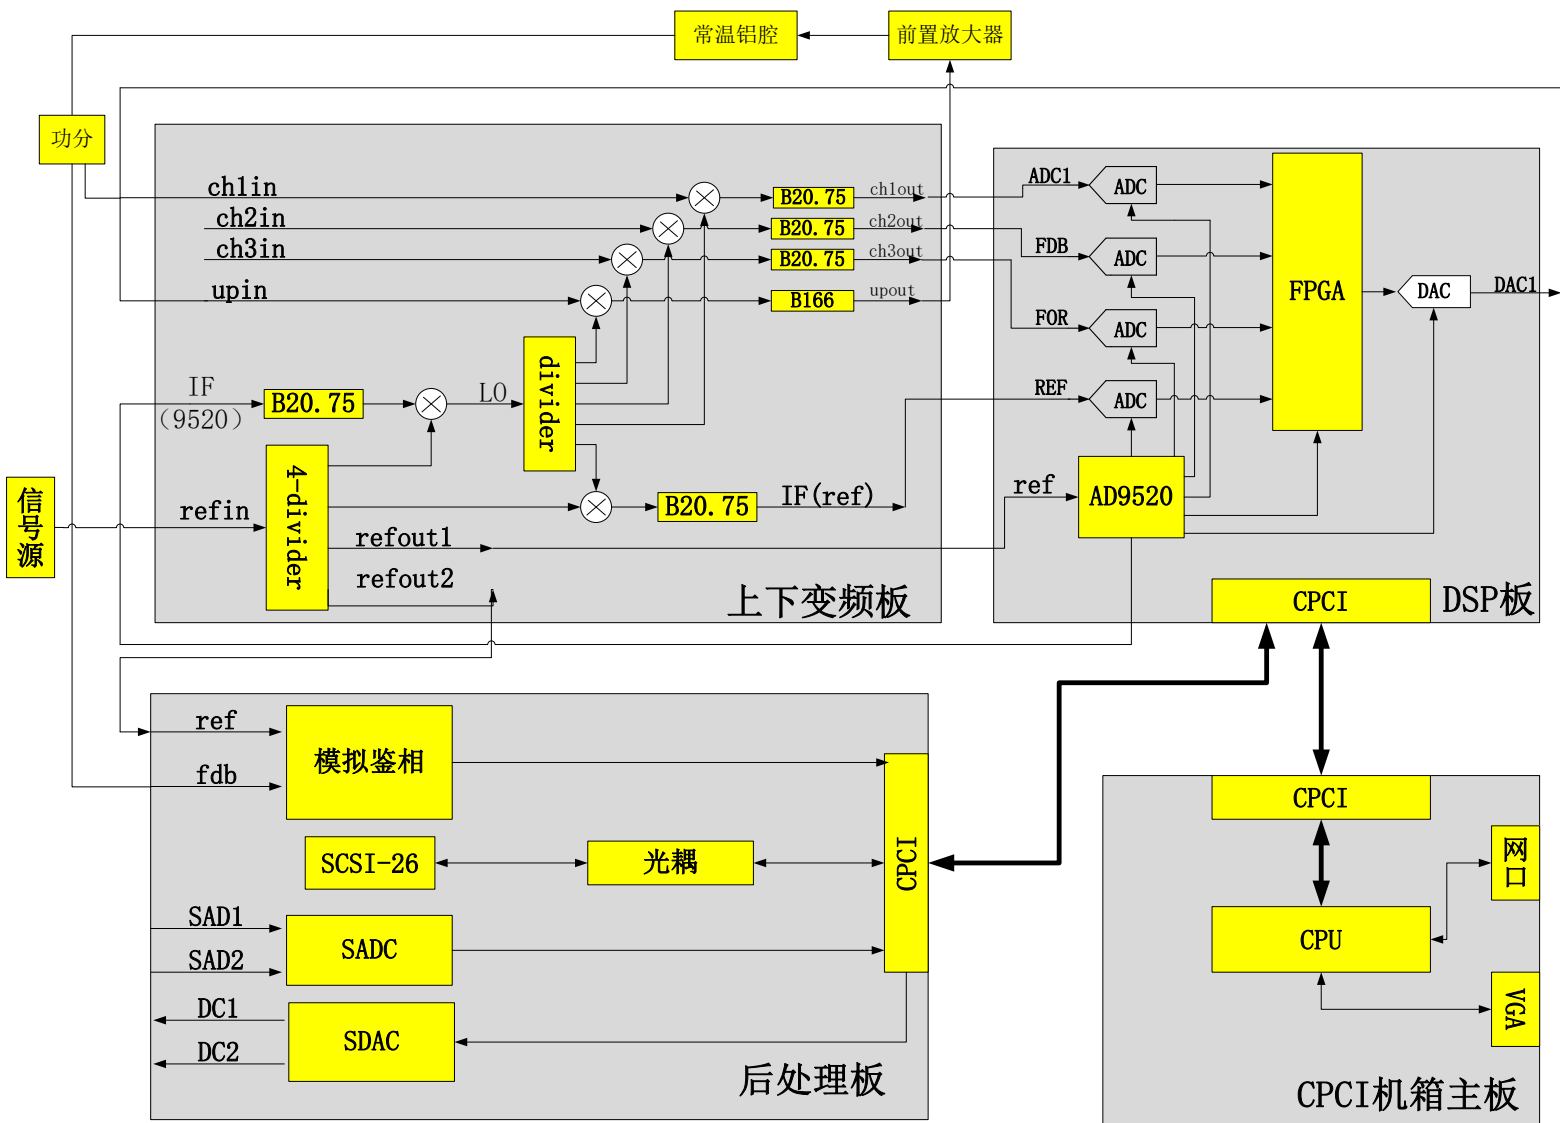 常温铝腔
前置放大器
功分
ch1in
B20.75
ch1out
ch2in
B20.75
ch2out
ch3in
B20.75
ch3out
upin
B166
upout
IF
(9520)
B20.75
LO
divider
4-divider
信号源
refin
B20.75
IF(ref)
refout1
refout2
上下变频板
ADC1
ADC
FDB
ADC
FOR
ADC
REF
ADC
FPGA
DAC
DAC1
ref
AD9520
CPCI
DSP板
ref
fdb
模拟鉴相
SCSI-26
光耦
CPCI
SAD1
SAD2
SADC
DC1
DC2
SDAC
后处理板
CPCI
网口
CPU
VGA
CPCI机箱主板